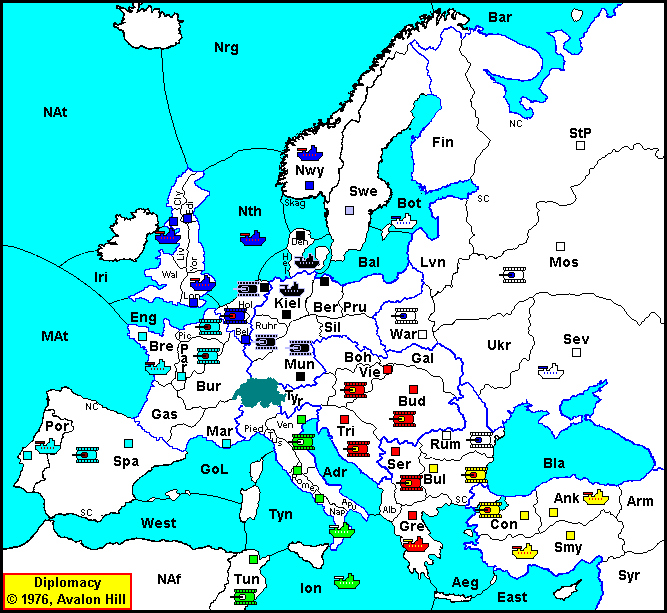 Bar
Nrg
NAt
NC
StP
Fin
Nwy
Swe
Bot
SC
Skag
Cly
Edi
Nth
Den
Hel
Liv
Yor
Wal
Lon
Iri
Bal
Lvn
Mos
Hol
Kiel
Ber
Pru
Eng
Bel
Ruhr
Sil
War
Ukr
Sev
MAt
Pic
Bre
Par
Mun
Boh
Gal
Vie
Bur
Tyr
Bud
Gas
NC
Mar
Pied
Ven
Tus
Tri
Rum
Por
Spa
GoL
Adr
Ser
Bul
Bla
Rome
Apu
Nap
Alb
SC
Ank
Arm
SC
Gre
Con
West
Tyn
Smy
Diplomacy
© 1976, Avalon Hill
NAf
Tun
Ion
Aeg
East
Syr